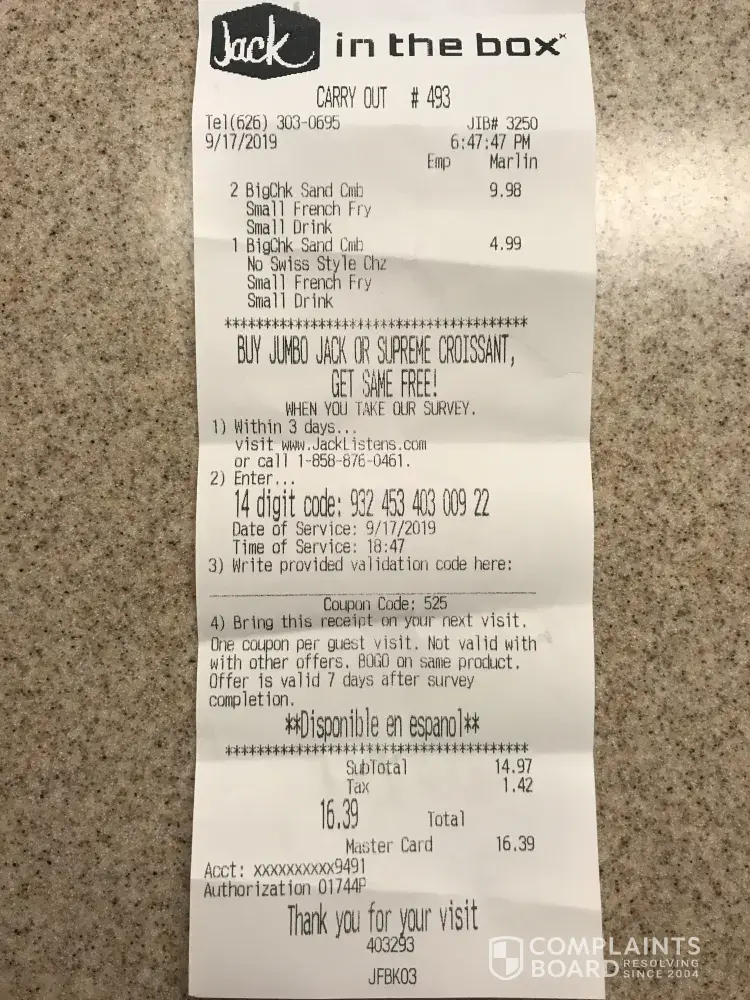 Jack in the box
CARRY OUT # 493
Tel(626) 303-0695 JIB# 3250
9/17/2019 6:47:47 PM
Emp Marlin
2 BigChk Sand Cmb 9.98
Small French Fry
Small Drink
1 BigChk Sand Cmb 4.99
No Swiss Style Chz
Small French Fry
Small Drink
****************************************
BUY JUMBO JACK OR SUPREME CROISSANT,
GET SAME FREE!
WHEN YOU TAKE OUR SURVEY.
1) Within 3 days...
visit www.JackListens.com
or call 1-858-876-0461.
2) Enter...
14 digit code: 932 453 403 009 22
Date of Service: 9/17/2019
Time of Service: 18:47
3) Write provided validation code here:
Coupon Code: 525
4) Bring this receipt on your next visit.
One coupon per guest visit. Not valid with
with other offers. BOGO on same product.
Offer is valid 7 days after survey
completion.
**Disponible en espanol**
****************************************
SubTotal 14.97
Tax 1.42
16.39 Total
Master Card 16.39
Acct: xxxxxxxxxx9491
Authorization 01744P
Thank you for your visit
403293
JFBK03
COMPLAINTS
BOARD RESOLVING
SINCE 2004